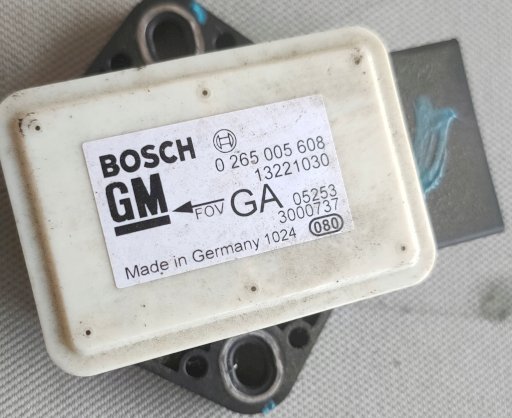 BOSCH
0 265 005 608
13221030
GM
FOV GA
05253
3000737
Made in Germany 1024
080